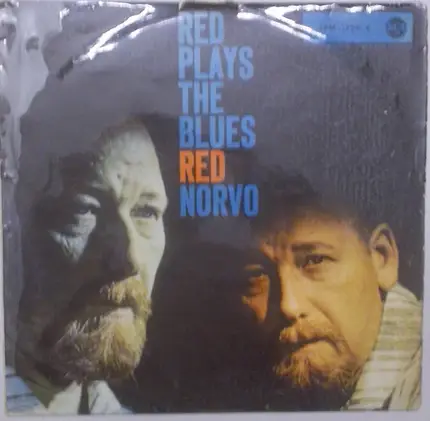 RED
PLAYS
THE
BLUES
RED
NORVO